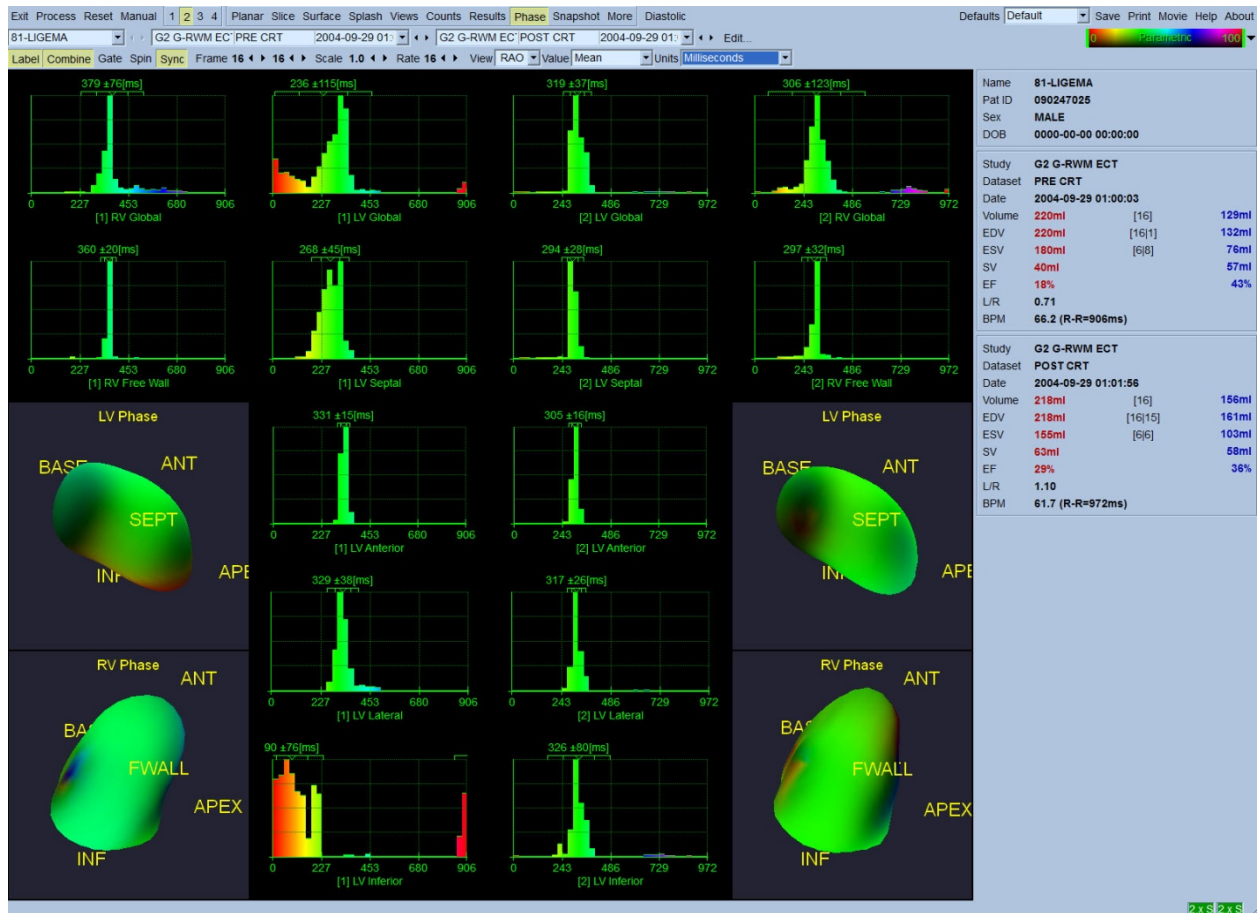 Exit Process Reset Manual 1 2 3 4 Planar Slice Surface Splash Views Counts Results Phase Snapshot More Diastolic Defaults Default Save Print Movie Help About
81-LIGEMA G2 G-RWM EC PRE CRT 2004-09-29 01: G2 G-RWM EC POST CRT 2004-09-29 01: Edit... 0 Parametric 100
Label Combine Gate Spin Sync Frame 16 16 Scale 1.0 Rate 16 View RAO Value Mean Units Milliseconds
379 ±76[ms] 236 ±115[ms] 319 ±37[ms] 306 ±123[ms]
0 227 453 680 906 0 227 453 680 906 0 243 486 729 972 0 243 486 729 972
[1] RV Global [1] LV Global [2] LV Global [2] RV Global
360 ±20[ms] 268 ±45[ms] 294 ±28[ms] 297 ±32[ms]
0 227 453 680 906 0 227 453 680 906 0 243 486 729 972 0 243 486 729 972
[1] RV Free Wall [1] LV Septal [2] LV Septal [2] RV Free Wall
LV Phase 331 ±15[ms] 305 ±16[ms] LV Phase
BASE ANT SEPT INF APE
BASE ANT SEPT INF APE
0 227 453 680 906 0 243 486 729 972
[1] LV Anterior [2] LV Anterior
329 ±38[ms] 317 ±26[ms]
RV Phase RV Phase
ANT BA FWALL APEX INF
ANT BA FWALL APEX INF
0 227 453 680 906 0 243 486 729 972
[1] LV Lateral [2] LV Lateral
90 ±76[ms] 326 ±80[ms]
0 227 453 680 906 0 243 486 729 972
[1] LV Inferior [2] LV Inferior
Name 81-LIGEMA
Pat ID 090247025
Sex MALE
DOB 0000-00-00 00:00:00
Study G2 G-RWM ECT
Dataset PRE CRT
Date 2004-09-29 01:00:03
Volume 220ml [16] 129ml
EDV 220ml [16|1] 132ml
ESV 180ml [6|8] 76ml
SV 40ml 57ml
EF 18% 43%
L/R 0.71
BPM 66.2 (R-R=906ms)
Study G2 G-RWM ECT
Dataset POST CRT
Date 2004-09-29 01:01:56
Volume 218ml [16] 156ml
EDV 218ml [16|15] 161ml
ESV 155ml [6|6] 103ml
SV 63ml 58ml
EF 29% 36%
L/R 1.10
BPM 61.7 (R-R=972ms)
2 x S 2 x S